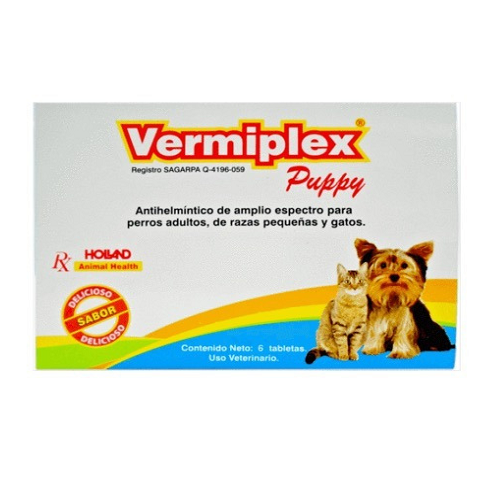 Vermiplex®
Registro SAGARPA Q-4196-059
Puppy
Antihelmíntico de amplio espectro para
perros adultos, de razas pequeñas y gatos.
Rx HOLLAND
Animal Health
DELICIOSO
SABOR
DELICIOSO
Contenido Neto: 6 tabletas
Uso Veterinario.